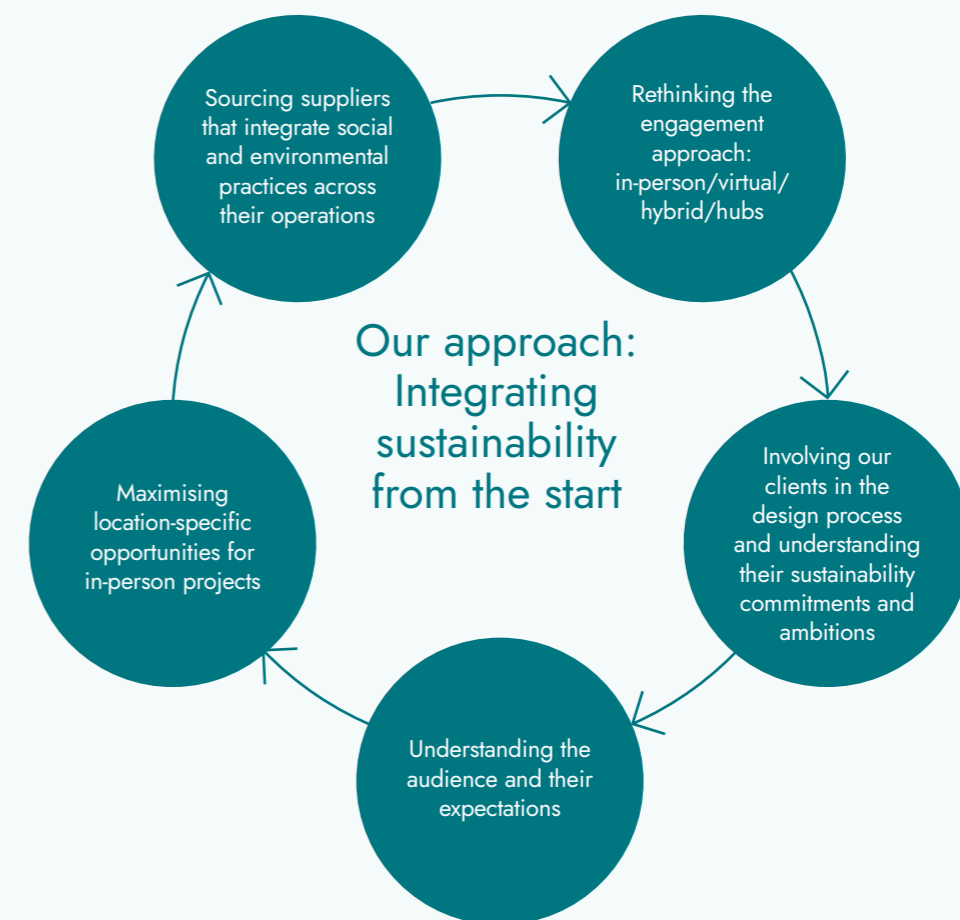 Sourcing suppliers
that integrate social
and environmental
practices across
their operations
Rethinking the
engagement
approach:
in-person/virtual/
hybrid/hubs
Our approach:
Integrating
sustainability
from the start
Involving our
clients in the
design process
and understanding
their sustainability
commitments and
ambitions
Maximising
location-specific
opportunities for
in-person projects
Understanding the
audience and their
expectations